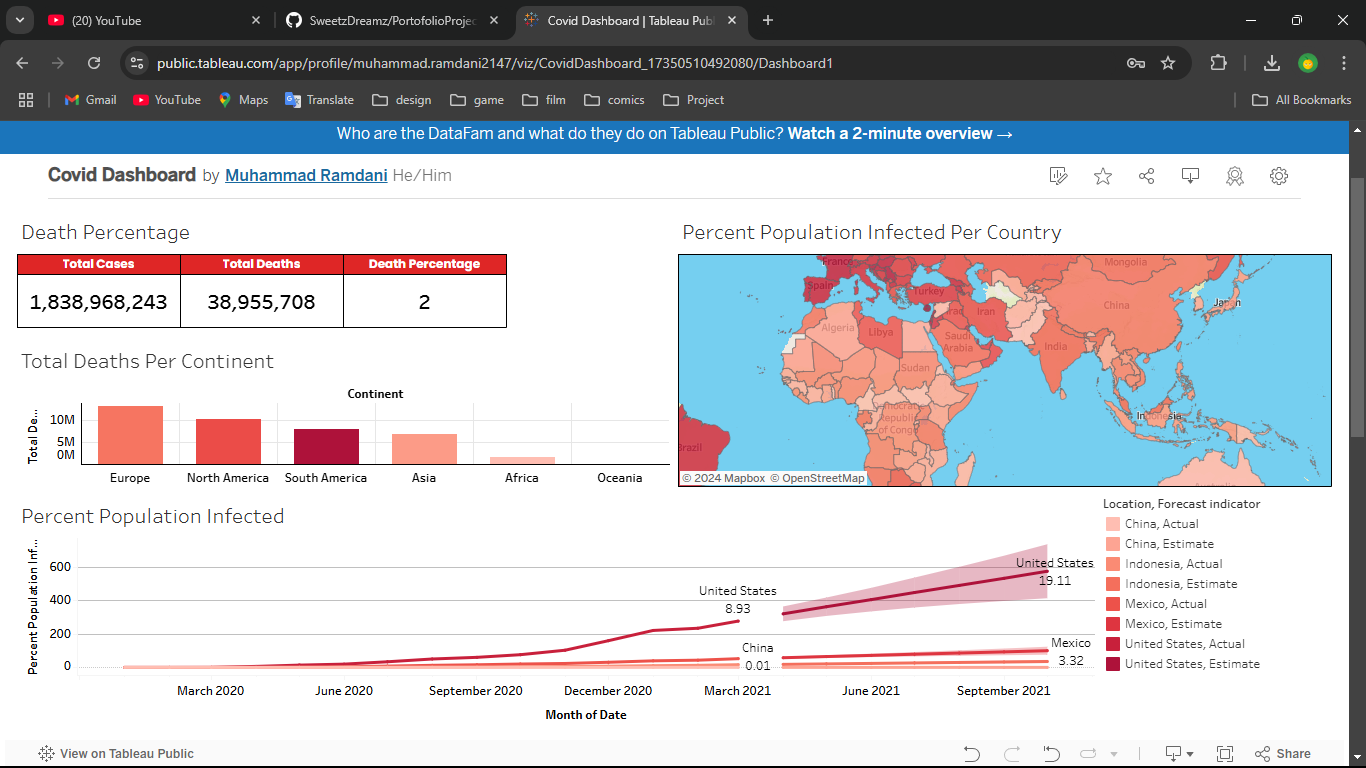 (20) YouTube
SweetzDreamz/PortofolioProjec
Covid Dashboard | Tableau Publ
public.tableau.com/app/profile/muhammad.ramdani2147/viz/CovidDashboard_17350510492080/Dashboard1
Gmail YouTube Maps Translate design game film comics Project All Bookmarks
Who are the DataFam and what do they do on Tableau Public? Watch a 2-minute overview →
Covid Dashboard by Muhammad Ramdani He/Him
Death Percentage
Total Cases Total Deaths Death Percentage
1,838,968,243 38,955,708 2
Total Deaths Per Continent
Continent
Total De...
10M
5M
0M
Europe North America South America Asia Africa Oceania
Percent Population Infected Per Country
France
Mongolia
Spain
Turkey
China
Japan
Iraq
Iran
Algeria
Libya
Saudi
Arabia
India
Sudan
Democratic
Republic
of Congo
Indonesia
Brazil
© 2024 Mapbox © OpenStreetMap
Percent Population Infected
Percent Population Inf...
600
400
200
0
United States
8.93
China
0.01
United States
19.11
Mexico
3.32
March 2020 June 2020 September 2020 December 2020 March 2021 June 2021 September 2021
Month of Date
Location, Forecast indicator
China, Actual
China, Estimate
Indonesia, Actual
Indonesia, Estimate
Mexico, Actual
Mexico, Estimate
United States, Actual
United States, Estimate
View on Tableau Public
Share